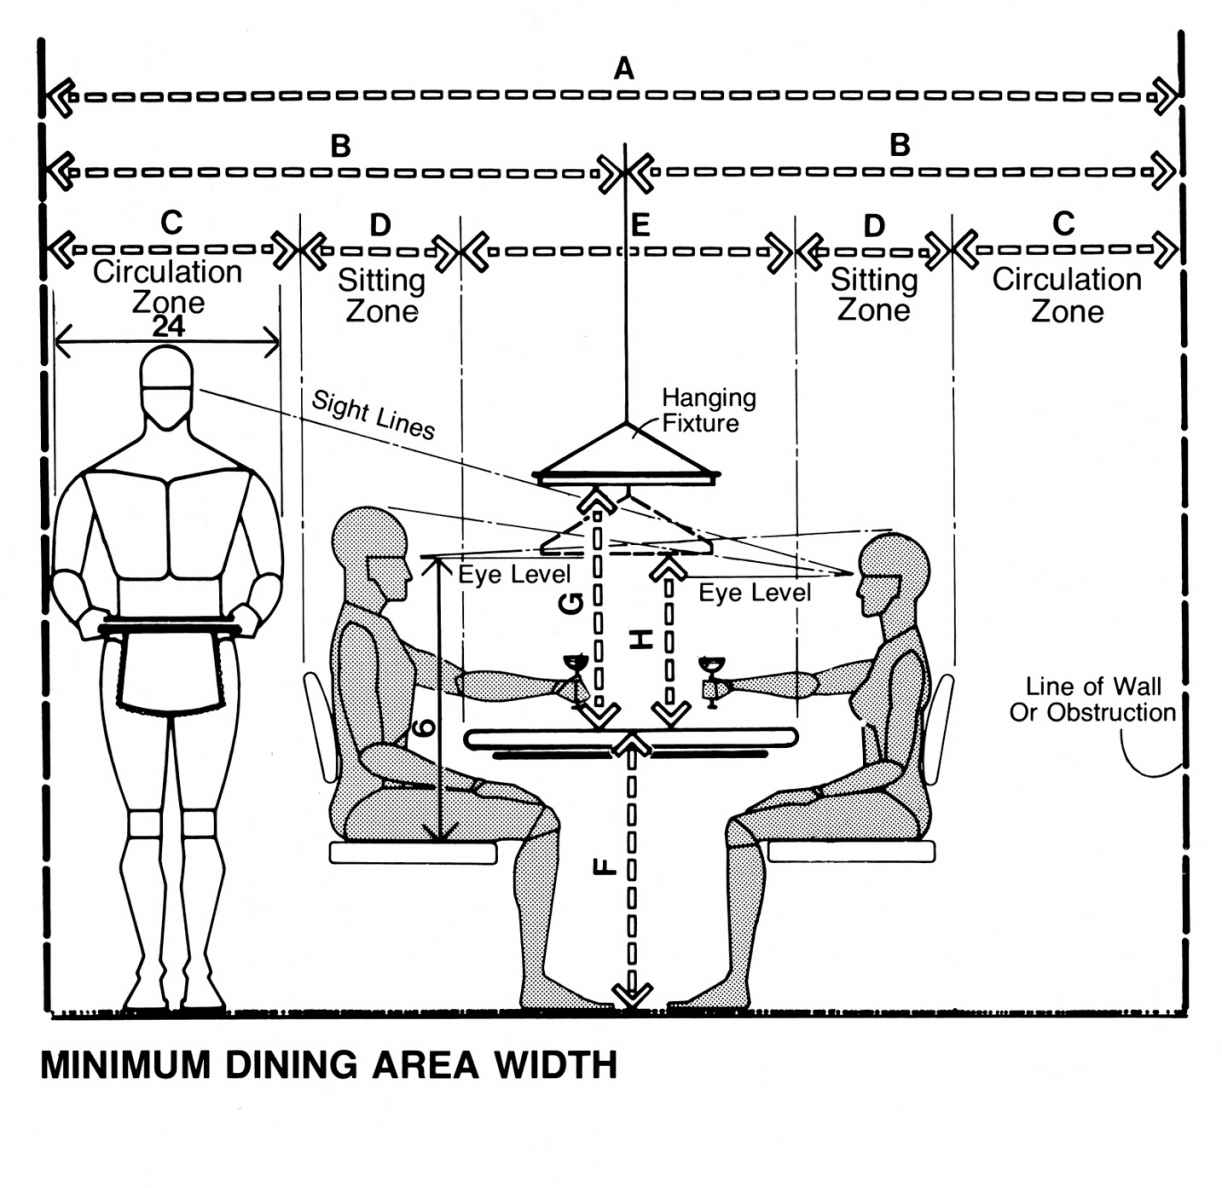 A
B
B
C
D
E
D
C
Circulation
Zone
Sitting
Zone
Sitting
Zone
Circulation
Zone
24
Sight Lines
Hanging
Fixture
Eye Level
Eye Level
G
H
6
F
Line of Wall
Or Obstruction
MINIMUM DINING AREA WIDTH